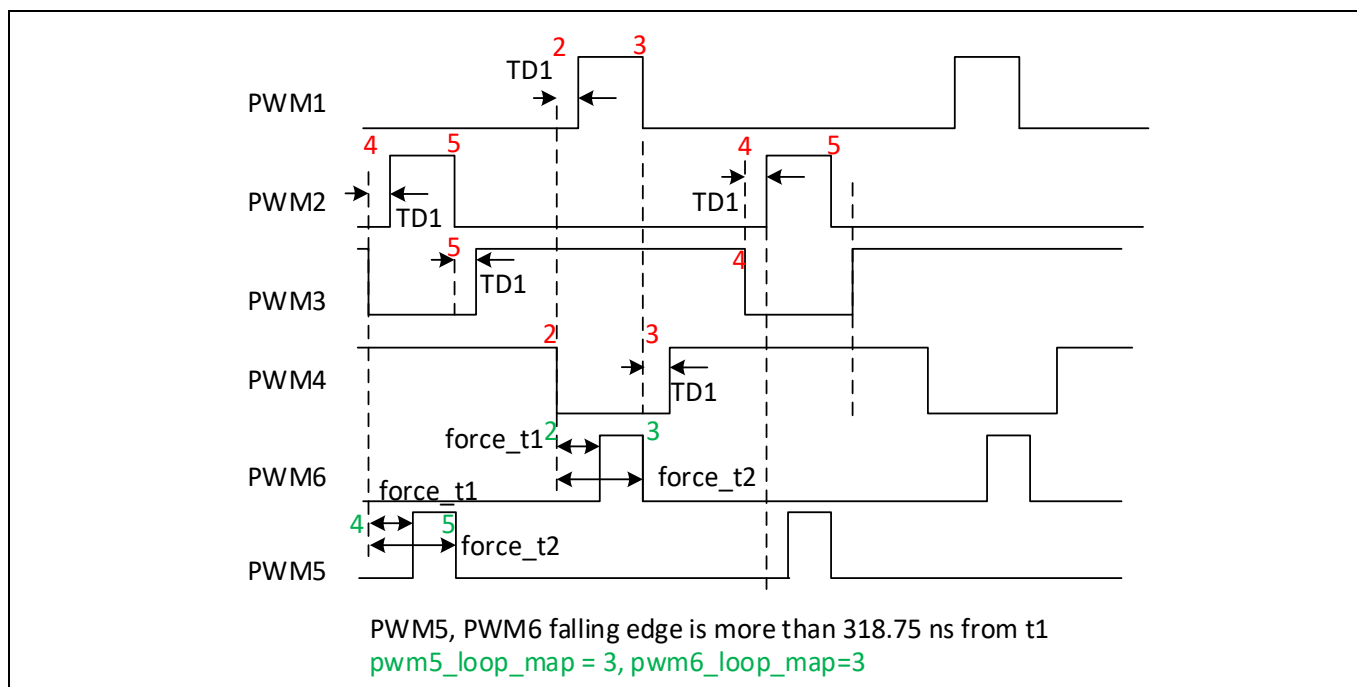 2 3
TD1
PWM1
4 5 4 5
PWM2
TD1
TD1
5
4
TD1
PWM3
2 3
PWM4
TD1
2 3
force_t1
PWM6
force_t2
force_t1
4 5
force_t2
PWM5
PWM5, PWM6 falling edge is more than 318.75 ns from t1
pwm5_loop_map = 3, pwm6_loop_map=3